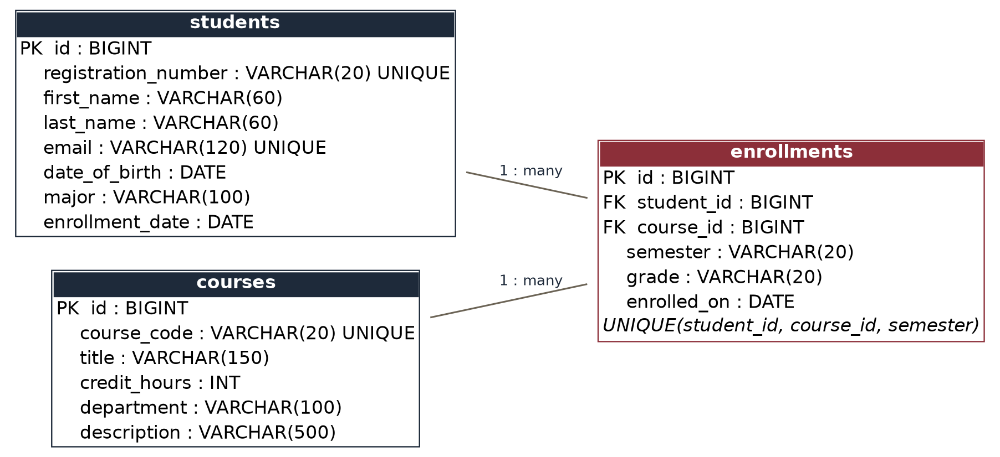 students
PK id : BIGINT
registration_number : VARCHAR(20) UNIQUE
first_name : VARCHAR(60)
last_name : VARCHAR(60)
email : VARCHAR(120) UNIQUE
date_of_birth : DATE
major : VARCHAR(100)
enrollment_date : DATE
1 : many
courses
PK id : BIGINT
course_code : VARCHAR(20) UNIQUE
title : VARCHAR(150)
credit_hours : INT
department : VARCHAR(100)
description : VARCHAR(500)
1 : many
enrollments
PK id : BIGINT
FK student_id : BIGINT
FK course_id : BIGINT
semester : VARCHAR(20)
grade : VARCHAR(20)
enrolled_on : DATE
UNIQUE(student_id, course_id, semester)